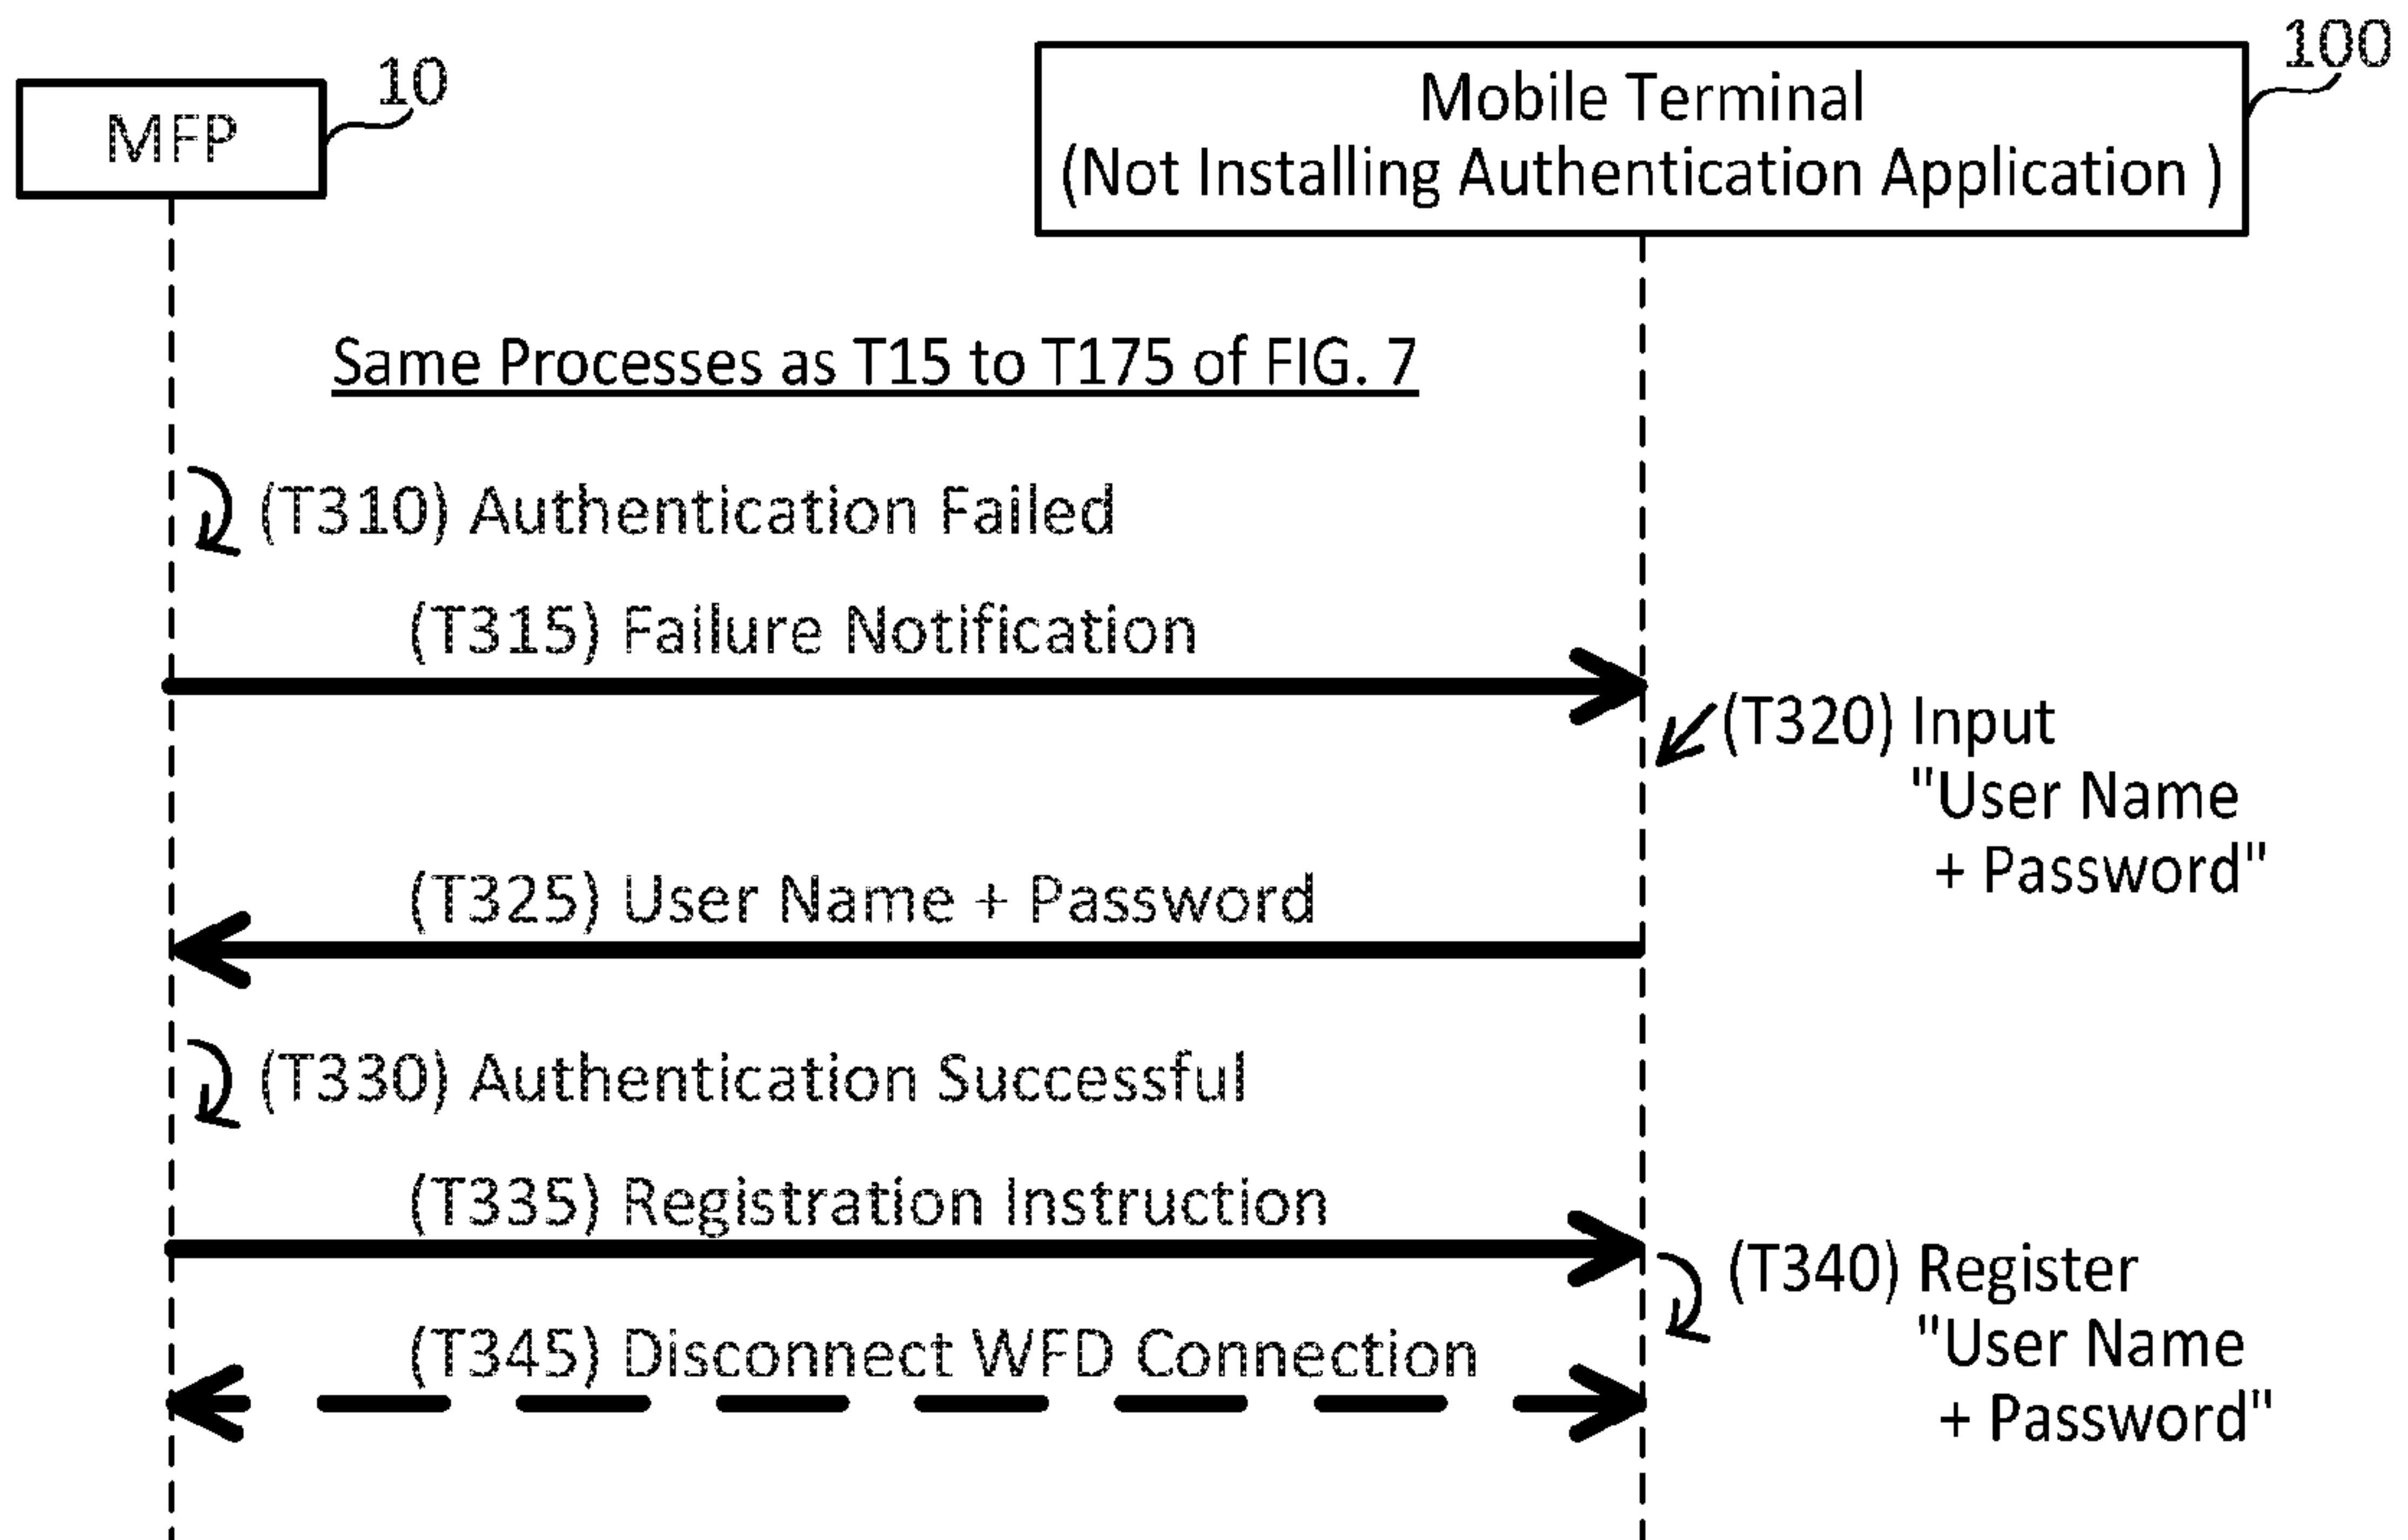 MFP
10
Mobile Terminal
(Not Installing Authentication Application )
100
Same Processes as T15 to T175 of FIG. 7
(T310) Authentication Failed
(T315) Failure Notification
(T320) Input
"User Name
+ Password"
(T325) User Name + Password
(T330) Authentication Successful
(T335) Registration Instruction
(T340) Register
"User Name
+ Password"
(T345) Disconnect WFD Connection